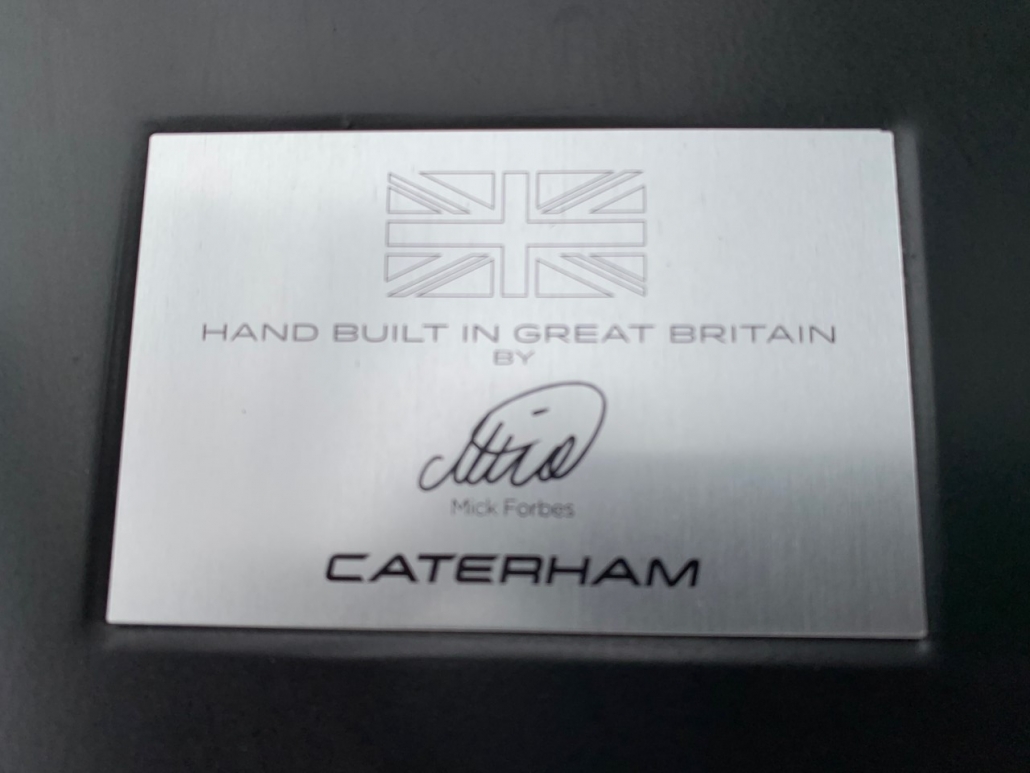 HAND BUILT IN GREAT BRITAIN
BY
Mick Forbes
CATERHAM